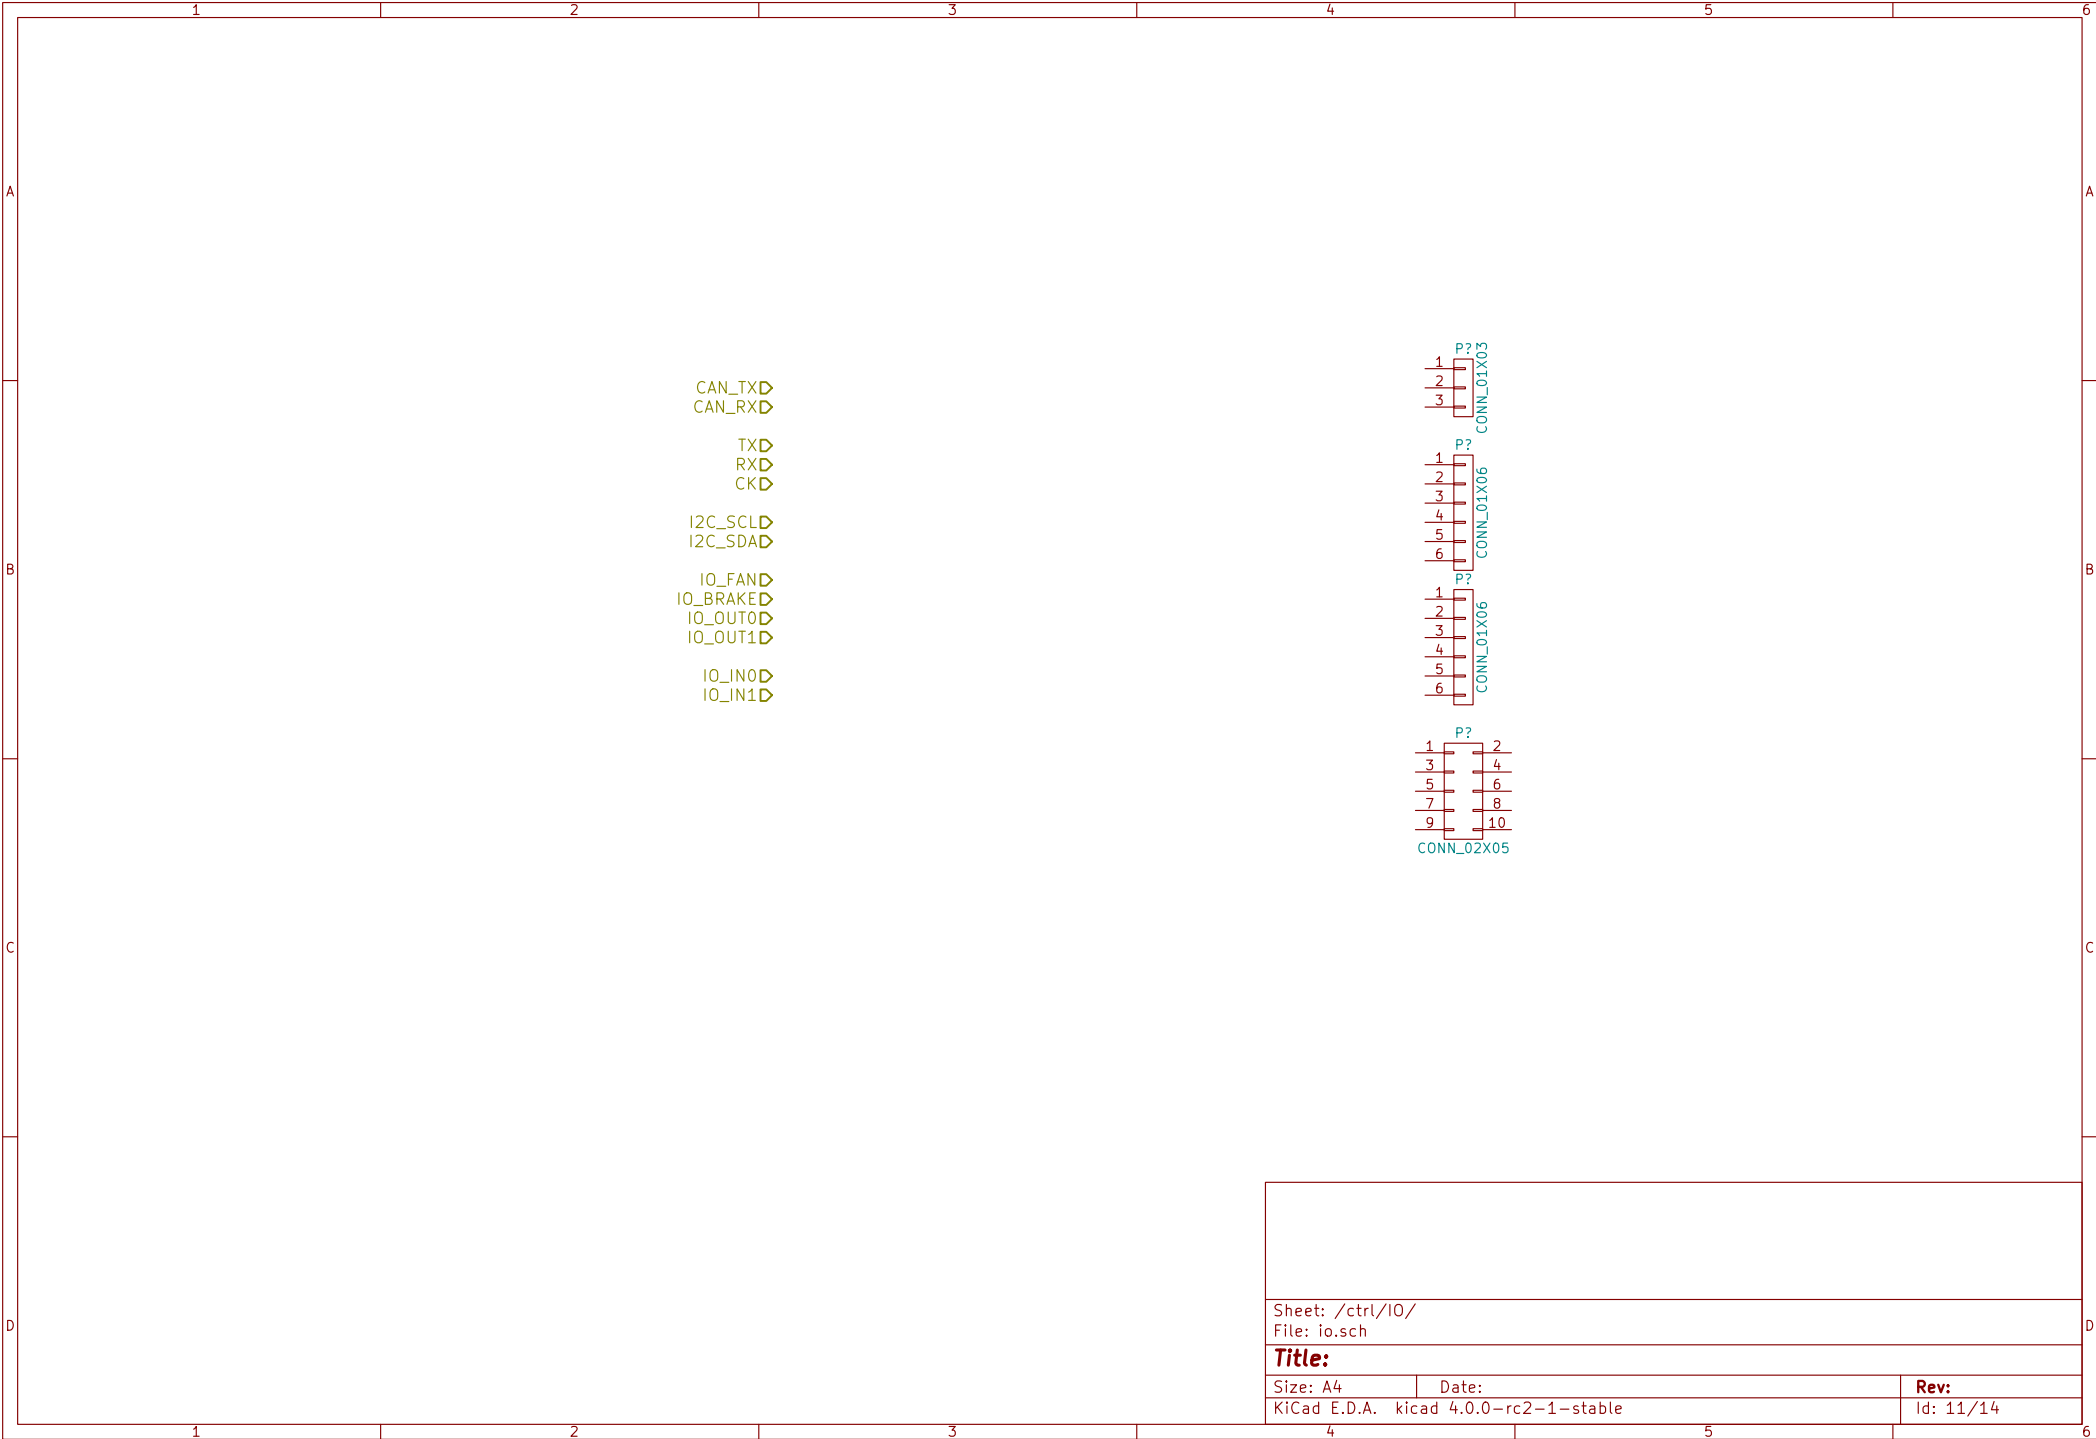 1 2 3 4 5 6
A A
P?
CONN_01X03
1
CAN_TX 2
CAN_RX 3
TX P?
RX 1
CK 2
CONN_01X06
3
I2C_SCL 4
I2C_SDA 5
6
B B
IO_FAN P?
IO_BRAKE 1
IO_OUT0 2
IO_OUT1 3
CONN_01X06
4
IO_IN0 5
IO_IN1 6
P?
1 2
3 4
5 6
7 8
9 10
CONN_02X05
C C
Sheet: /ctrl/IO/
File: io.sch
D D
Title:
Size: A4 Date: Rev:
KiCad E.D.A. kicad 4.0.0-rc2-1-stable Id: 11/14
1 2 3 4 5 6